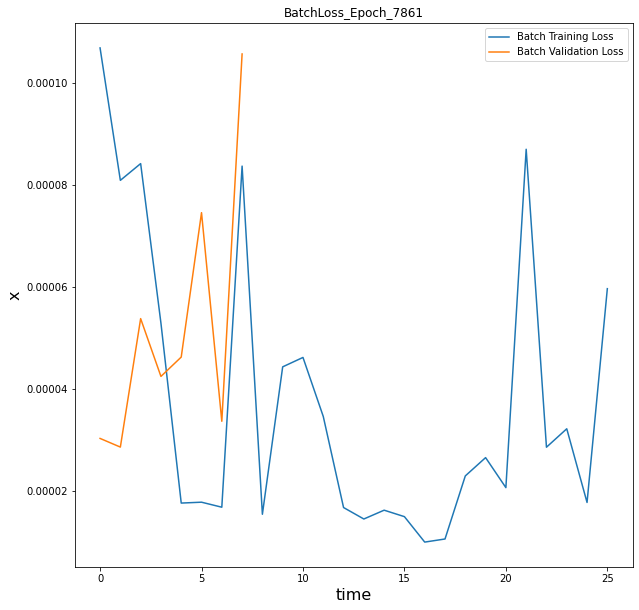 BatchLoss_Epoch_7861
Batch Training Loss
Batch Validation Loss
0.00010
0.00008
0.00006
0.00004
0.00002
x
0 5 10 15 20 25
time